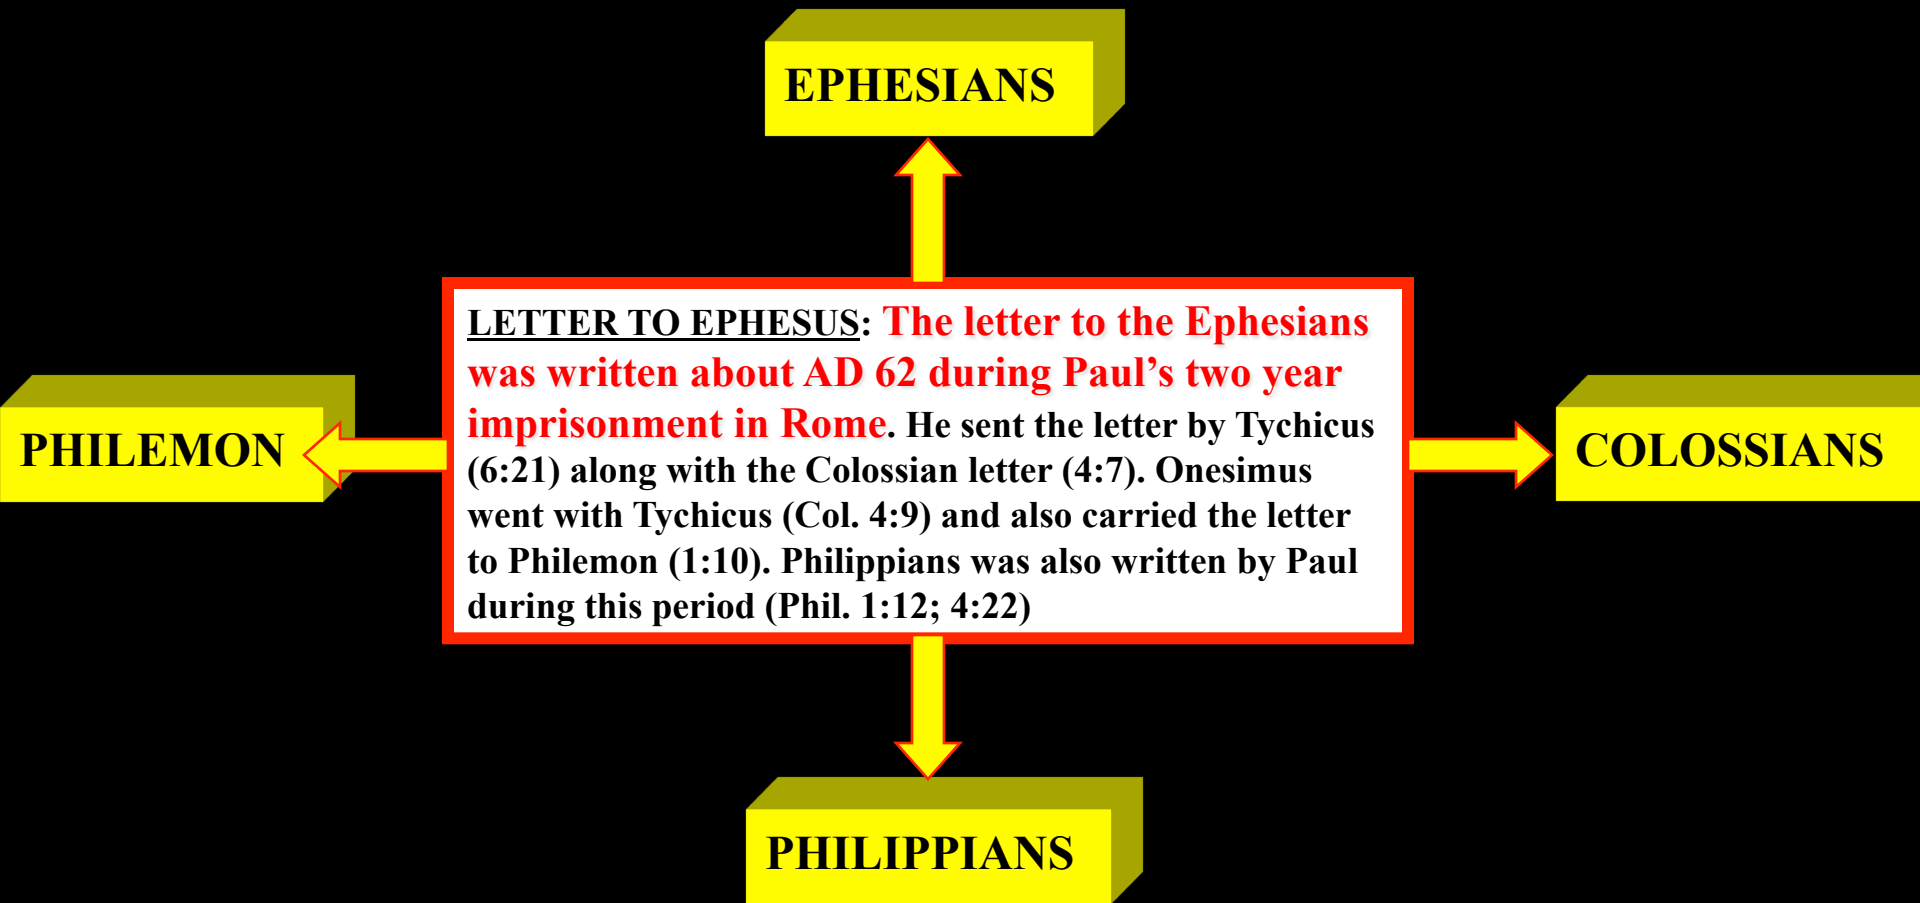 EPHESIANS
LETTER TO EPHESUS: The letter to the Ephesians
was written about AD 62 during Paul’s two year
imprisonment in Rome. He sent the letter by Tychicus
(6:21) along with the Colossian letter (4:7). Onesimus
went with Tychicus (Col. 4:9) and also carried the letter
to Philemon (1:10). Philippians was also written by Paul
during this period (Phil. 1:12; 4:22)
PHILEMON
COLOSSIANS
PHILIPPIANS